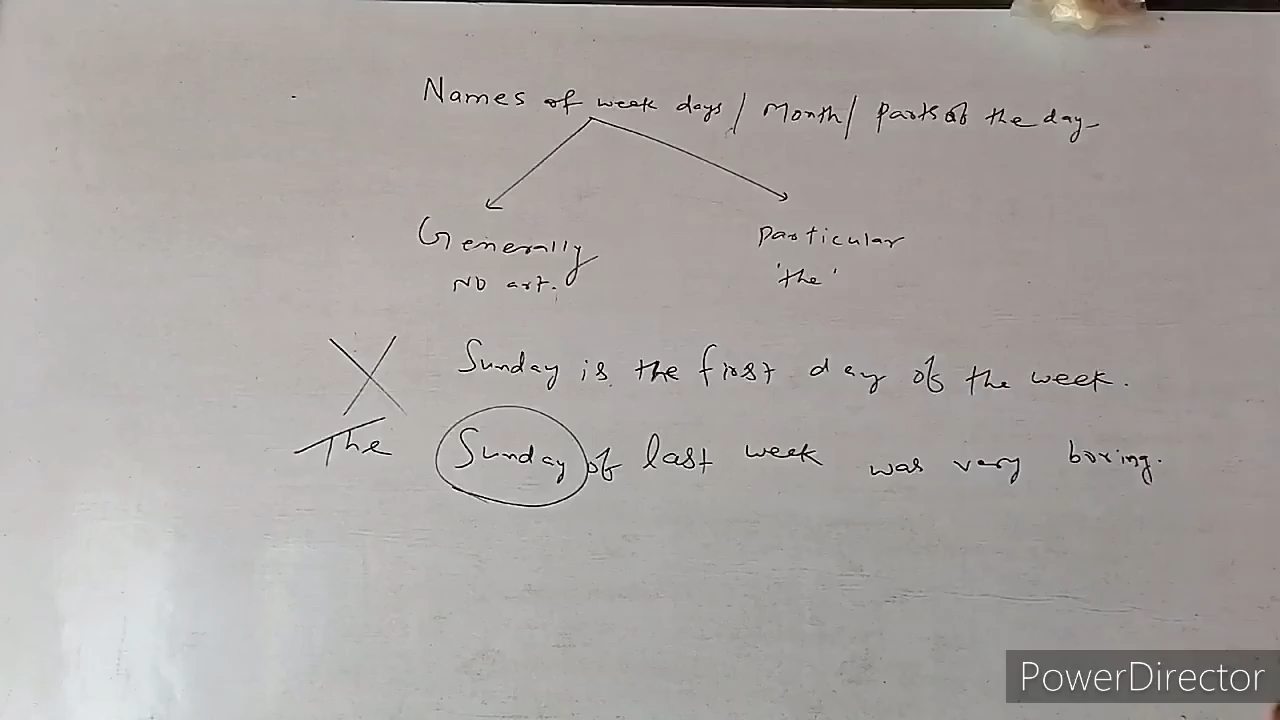 Names of week days / Month / parts of the day
Generally particular
No art. 'the'
X Sunday is the first day of the week.
The Sunday of last week was very boring.
PowerDirector